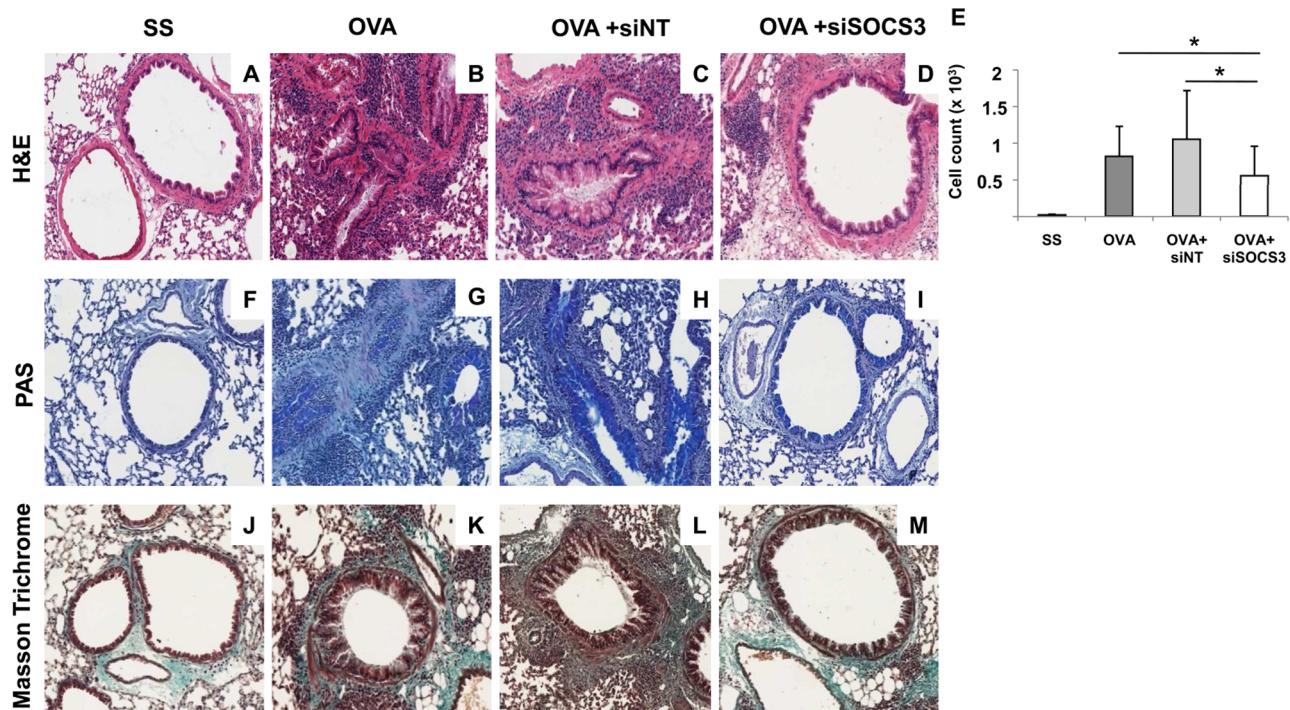 SS
OVA
OVA +siNT
OVA +siSOCS3
E
H&E
A
B
C
D
Cell count (x 10³)
2
1.5
1
0.5
*
*
SS
OVA
OVA+
siNT
OVA+
siSOCS3
PAS
F
G
H
I
Masson Trichrome
J
K
L
M